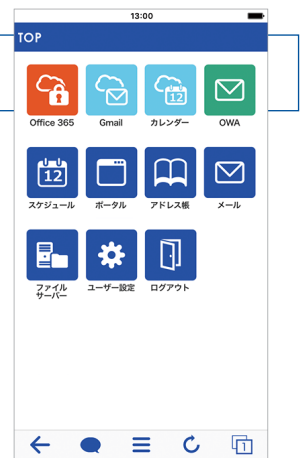 13:00
TOP
12
Office 365
Gmail
カレンダー
OWA
12
スケジュール
ポータル
アドレス帳
メール
ファイル
サーバー
ユーザー設定
ログアウト
1